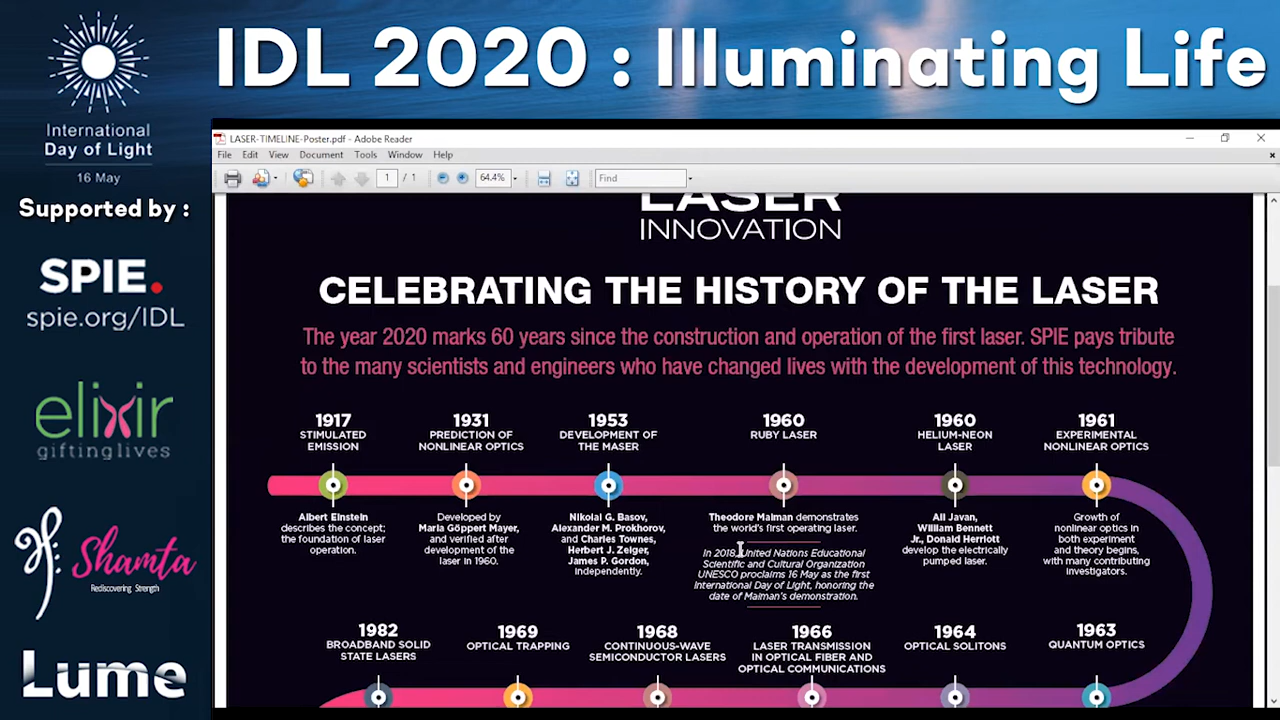 IDL 2020 : Illuminating Life
International
Day of Light
16 May
Supported by :
SPIE.
spie.org/IDL
elixir
giftinglives
Shamta
Rediscovering Strength
Lume
LASER-TIMELINE-Poster.pdf - Adobe Reader
File Edit View Document Tools Window Help
1 / 1 64.4% Find
LASER
INNOVATION
CELEBRATING THE HISTORY OF THE LASER
The year 2020 marks 60 years since the construction and operation of the first laser. SPIE pays tribute
to the many scientists and engineers who have changed lives with the development of this technology.
1917
STIMULATED
EMISSION
Albert Einstein
describes the concept;
the foundation of laser
operation.
1931
PREDICTION OF
NONLINEAR OPTICS
Developed by
Maria Göppert Mayer,
and verified after
development of the
laser in 1960.
1953
DEVELOPMENT OF
THE MASER
Nikolai G. Basov,
Alexander M. Prokhorov,
and Charles Townes,
Herbert J. Zeiger,
James P. Gordon,
independently.
1960
RUBY LASER
Theodore Maiman demonstrates
the world's first operating laser.
In 2018, United Nations Educational
Scientific and Cultural Organization
UNESCO proclaims 16 May as the first
International Day of Light, honoring the
date of Maiman's demonstration.
1960
HELIUM-NEON
LASER
Ali Javan,
William Bennett
Jr., Donald Herriott
develop the electrically
pumped laser.
1961
EXPERIMENTAL
NONLINEAR OPTICS
Growth of
nonlinear optics in
both experiment
and theory begins,
with many contributing
investigators.
1982
BROADBAND SOLID
STATE LASERS
1969
OPTICAL TRAPPING
1968
CONTINUOUS-WAVE
SEMICONDUCTOR LASERS
1966
LASER TRANSMISSION
IN OPTICAL FIBER AND
OPTICAL COMMUNICATIONS
1964
OPTICAL SOLITONS
1963
QUANTUM OPTICS